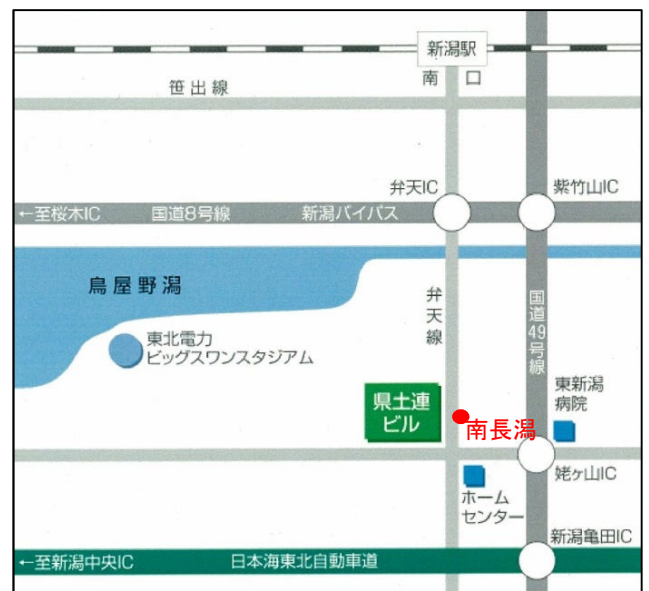 新潟駅
南口
笹出線
弁天IC
紫竹山IC
←至桜木IC
国道8号線
新潟バイパス
鳥屋野潟
弁天線
国道49号線
東北電力
ビッグスワンスタジアム
県土連
ビル
南長潟
東新潟
病院
姥ヶ山IC
ホーム
センター
新潟亀田IC
←至新潟中央IC
日本海東北自動車道